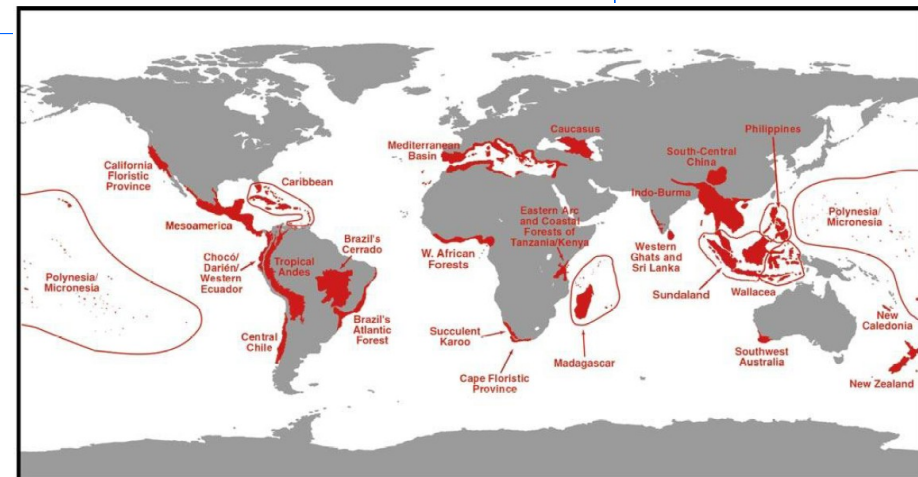 California
Floristic
Province
Mesoamerica
Caribbean
Polynesia/
Micronesia
Chocó/
Darién/
Western
Ecuador
Tropical
Andes
Brazil's
Cerrado
Central
Chile
Brazil's
Atlantic
Forest
Mediterranean
Basin
Caucasus
W. African
Forests
Eastern Arc
and Coastal
Forests of
Tanzania/Kenya
Succulent
Karoo
Cape Floristic
Province
Madagascar
Philippines
South-Central
China
Indo-Burma
Western
Ghats and
Sri Lanka
Sundaland
Wallacea
Polynesia/
Micronesia
New
Caledonia
Southwest
Australia
New Zealand